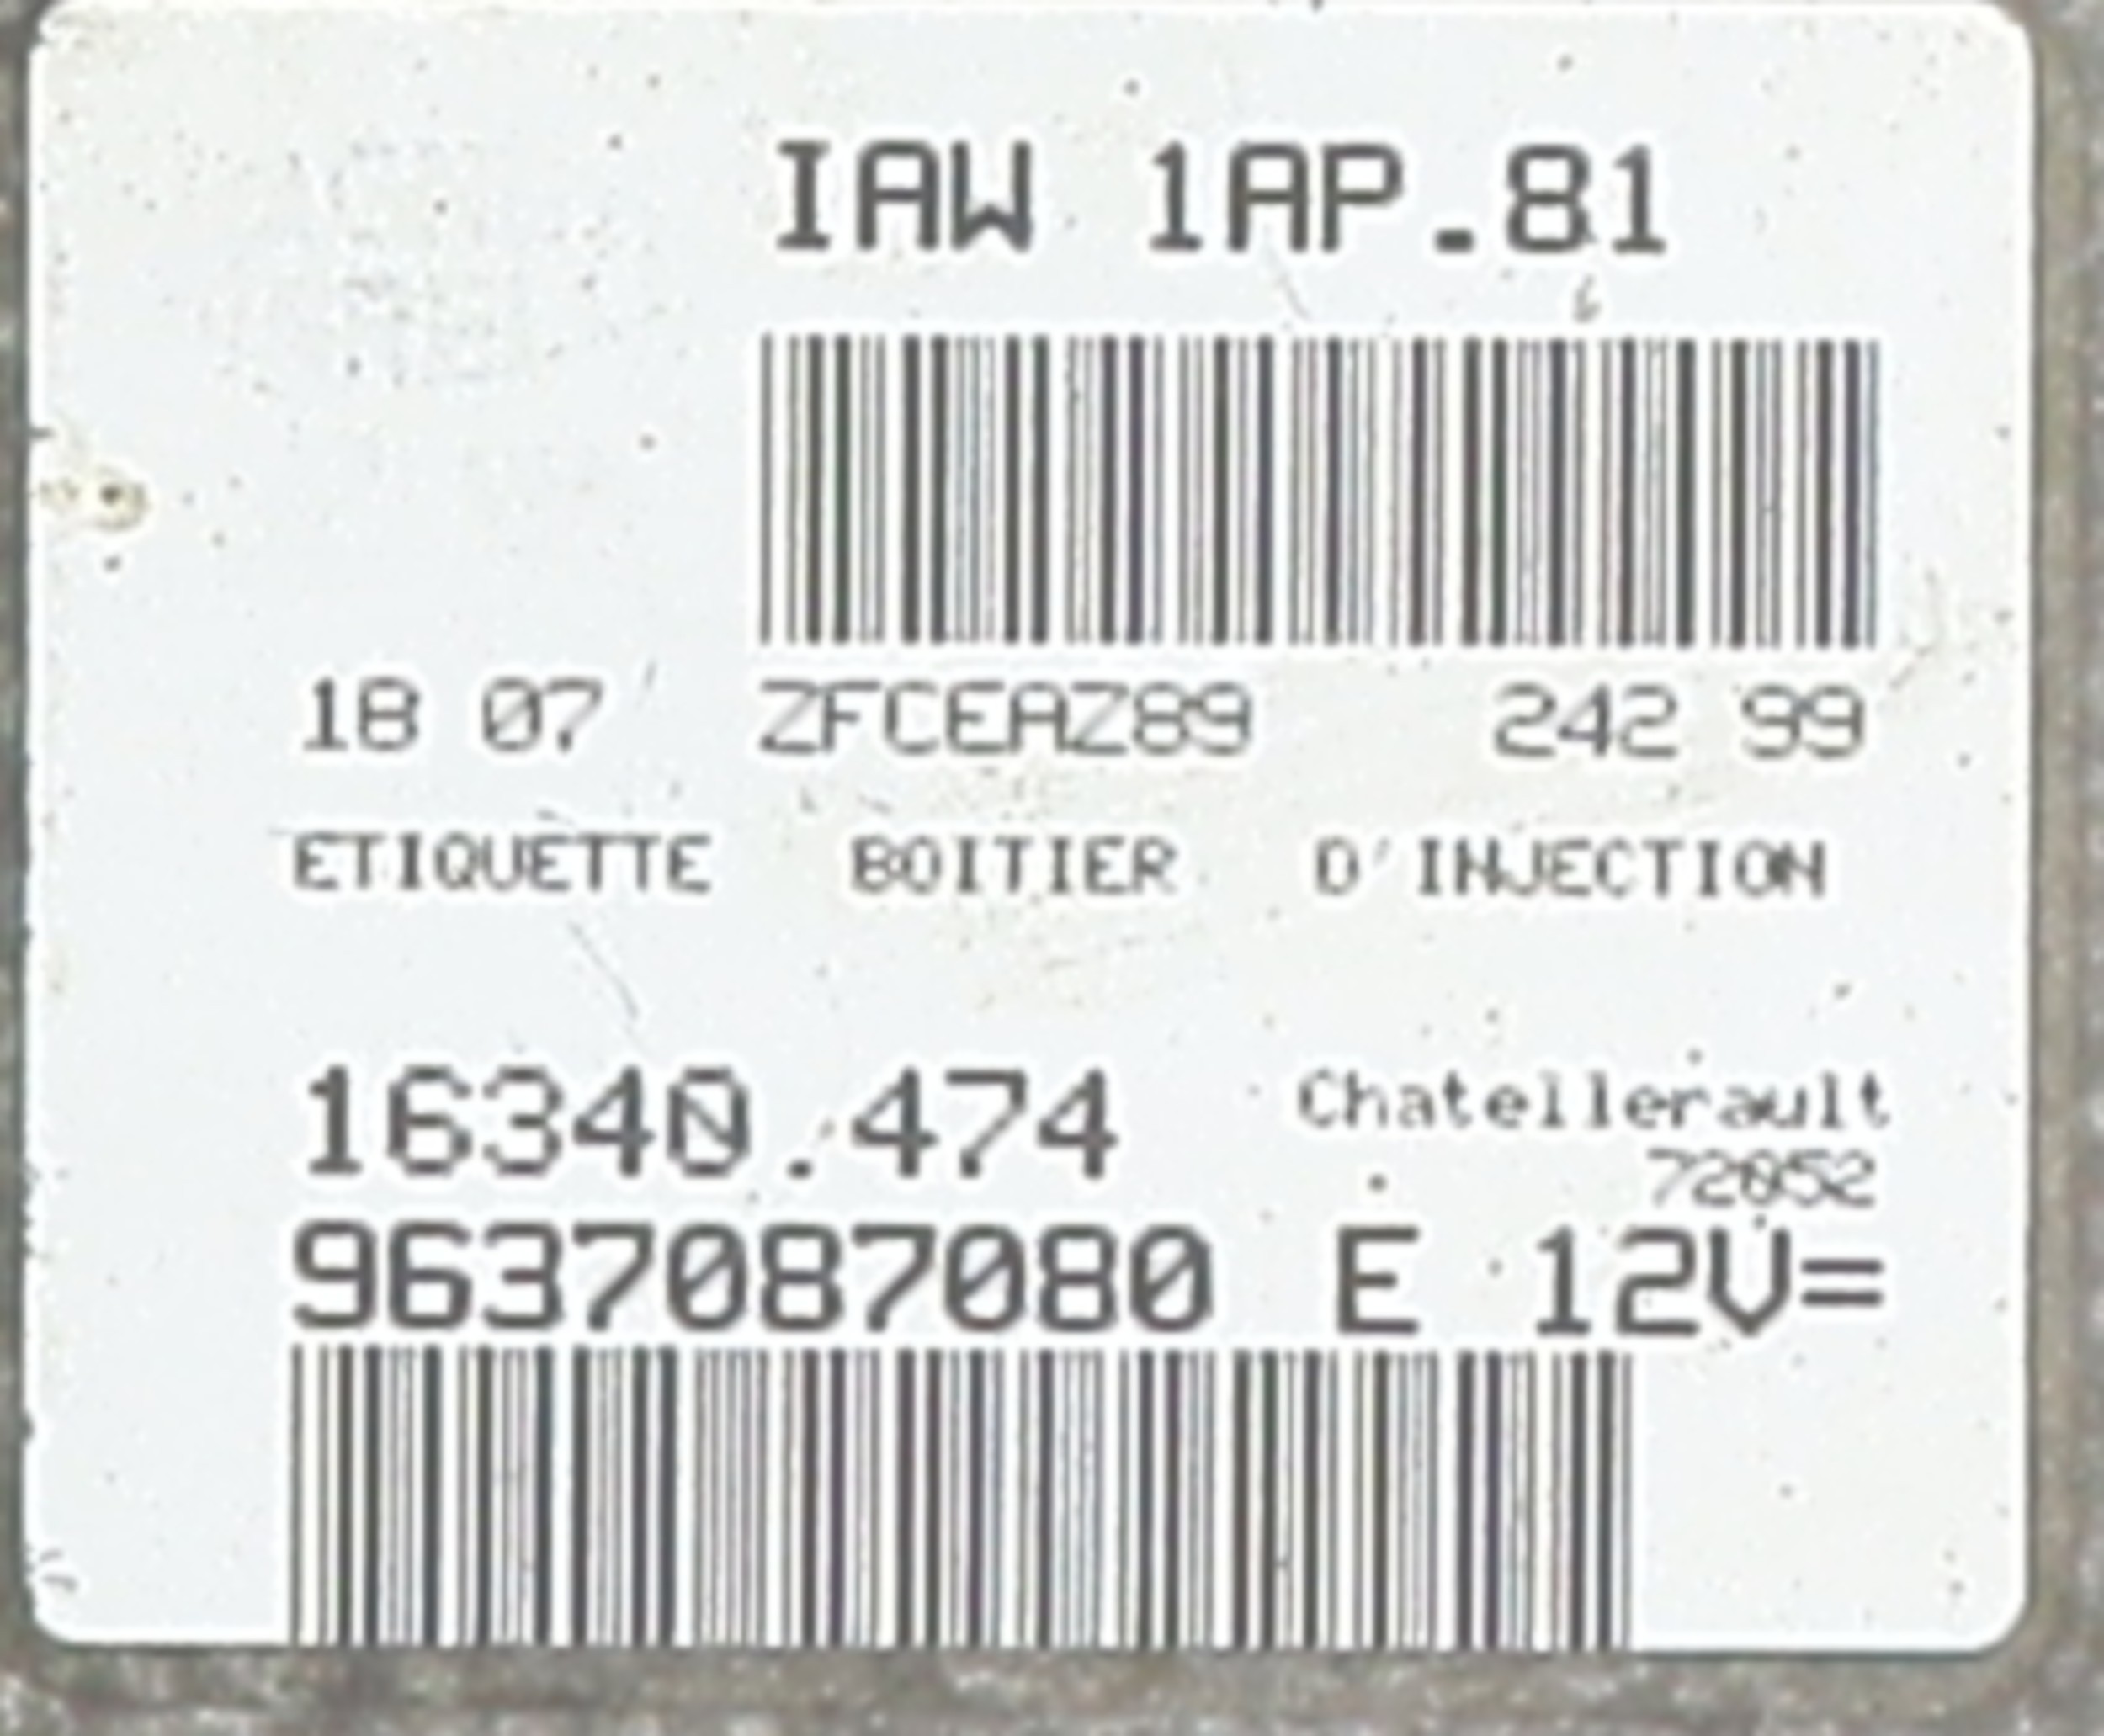 IAW 1AP.81
18 07 ZFCEAZ89 242 99
ETIQUETTE BOITIER D'INJECTION
16340.474 Chatellerault
72052
9637087080 E 12V=